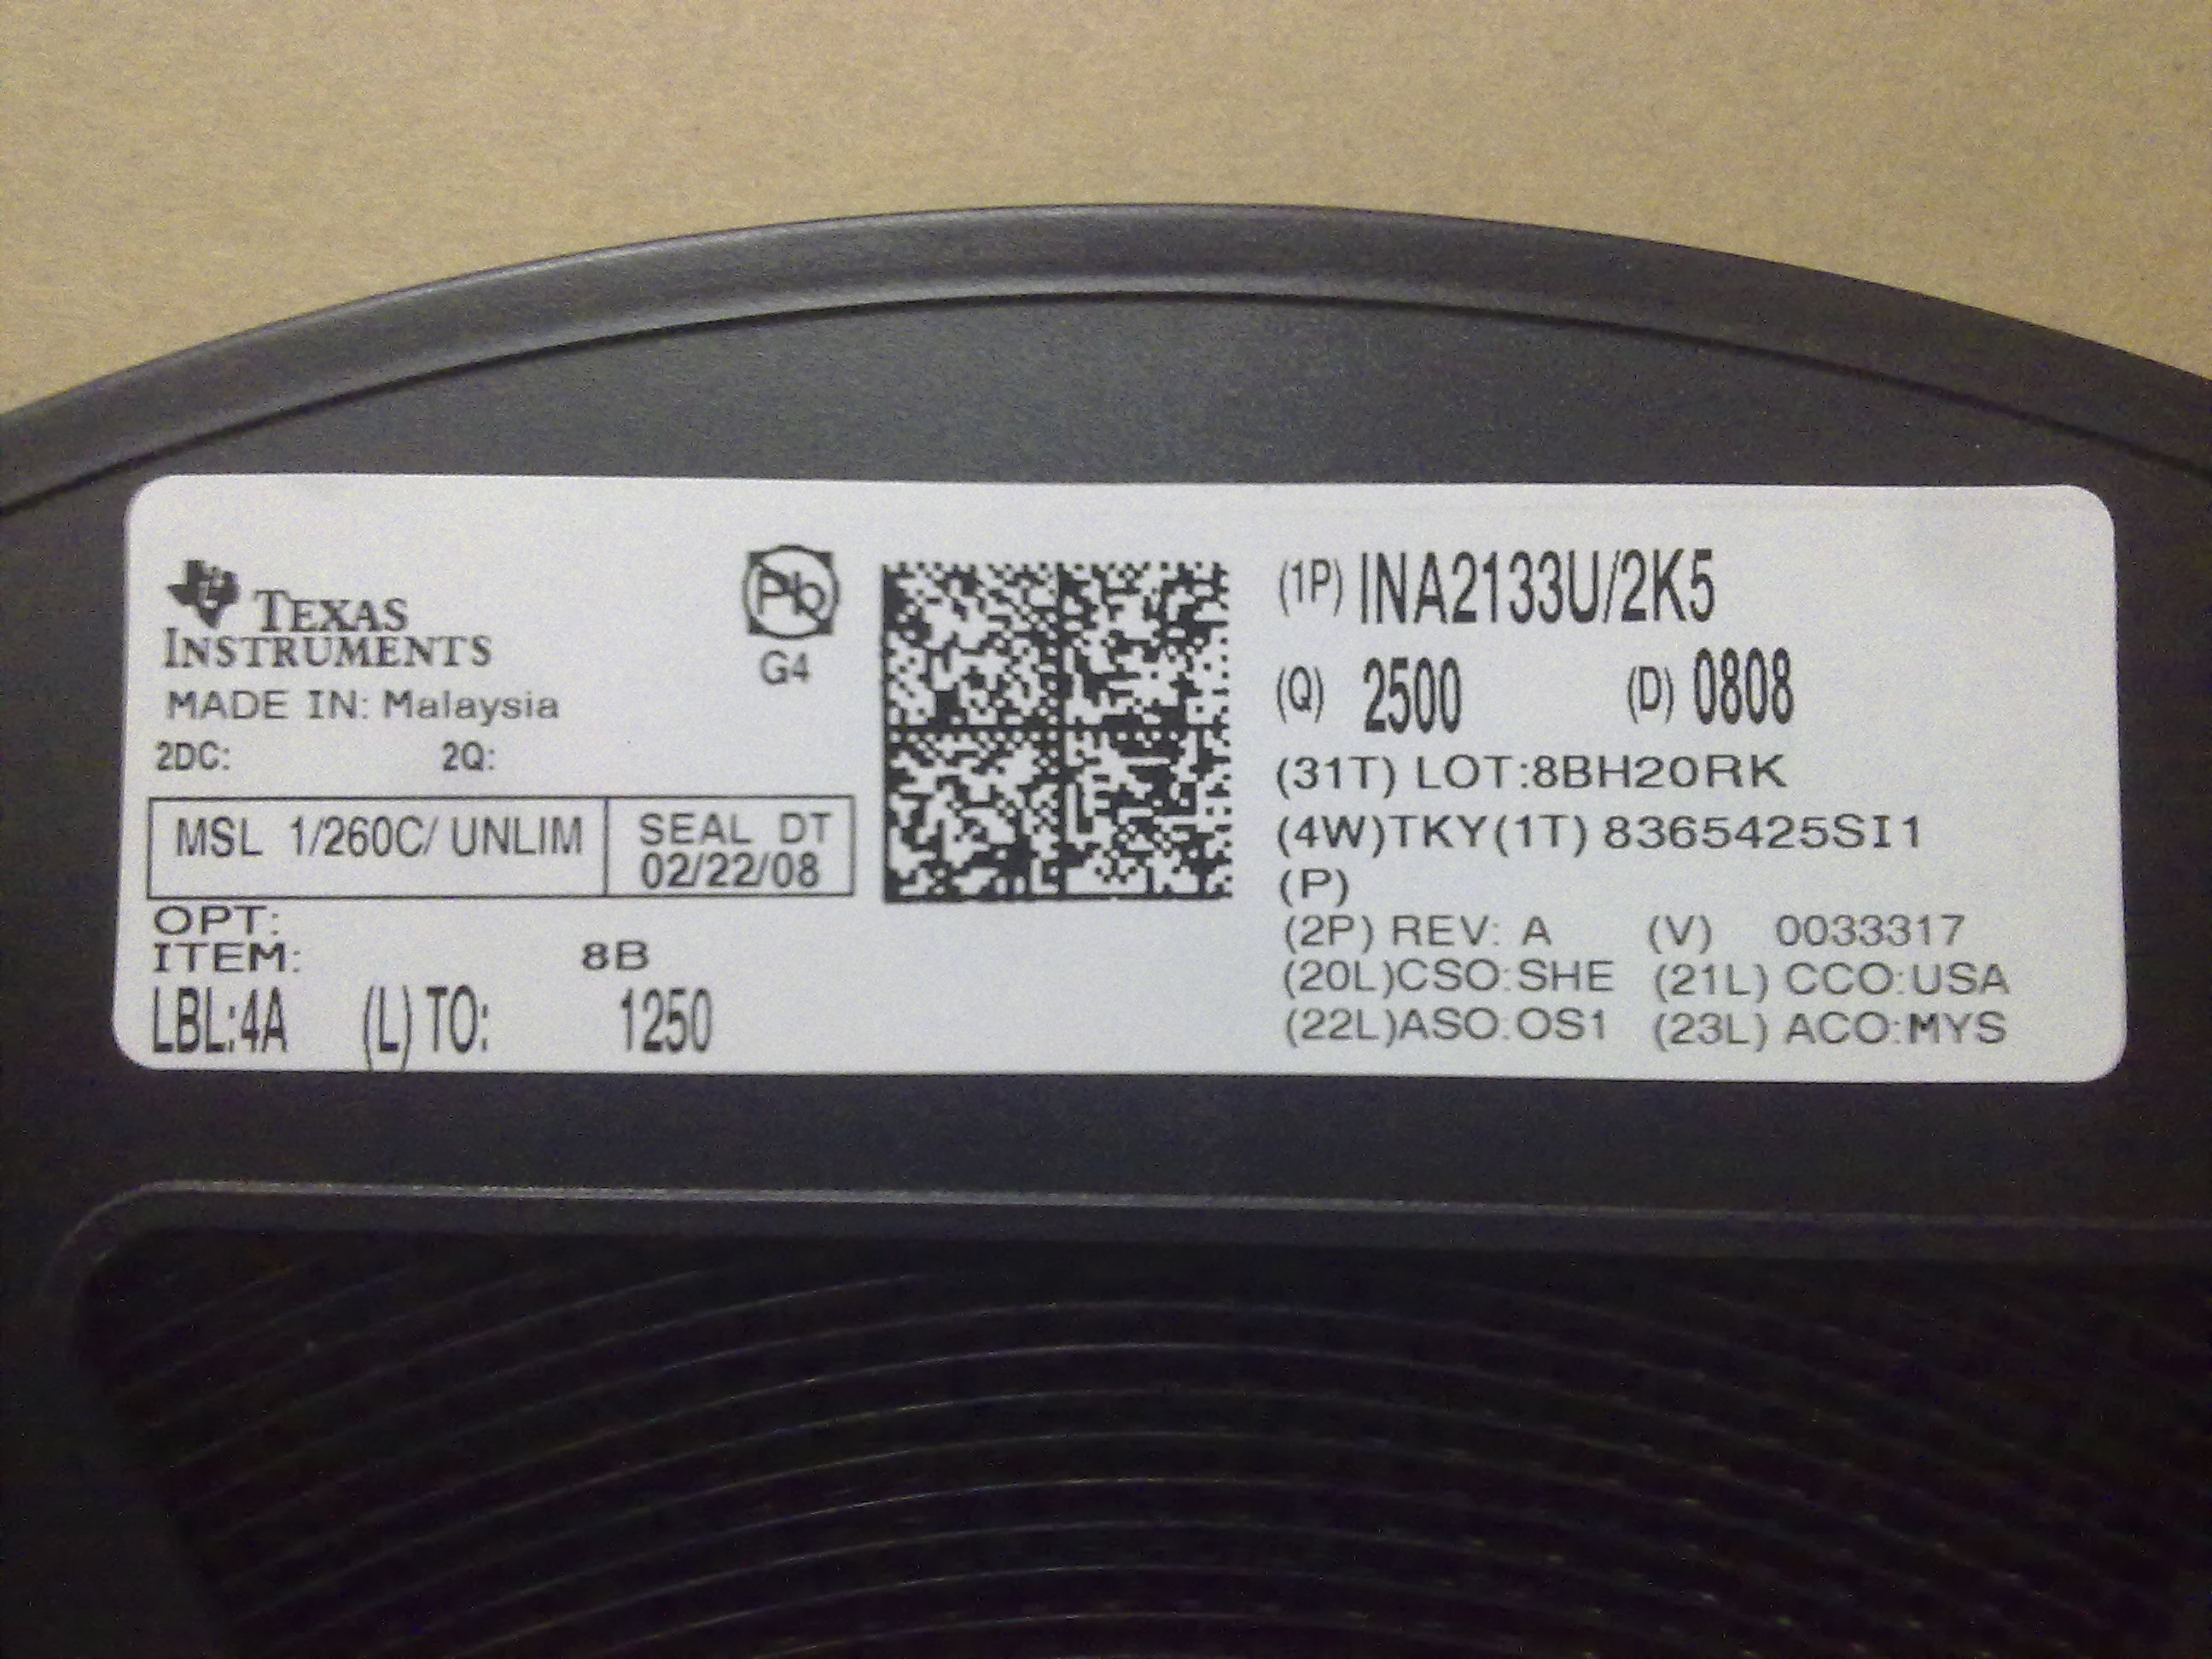 TEXAS
INSTRUMENTS
MADE IN: Malaysia
2DC: 2Q:
MSL 1/260C/ UNLIM
SEAL DT
02/22/08
OPT:
ITEM: 8B
LBL:4A (L) TO: 1250
Pb
G4
(1P) INA2133U/2K5
(Q) 2500 (D) 0808
(31T) LOT:8BH20RK
(4W)TKY(1T) 8365425SI1
(P)
(2P) REV: A (V) 0033317
(20L)CSO:SHE (21L) CCO:USA
(22L)ASO:OS1 (23L) ACO:MYS